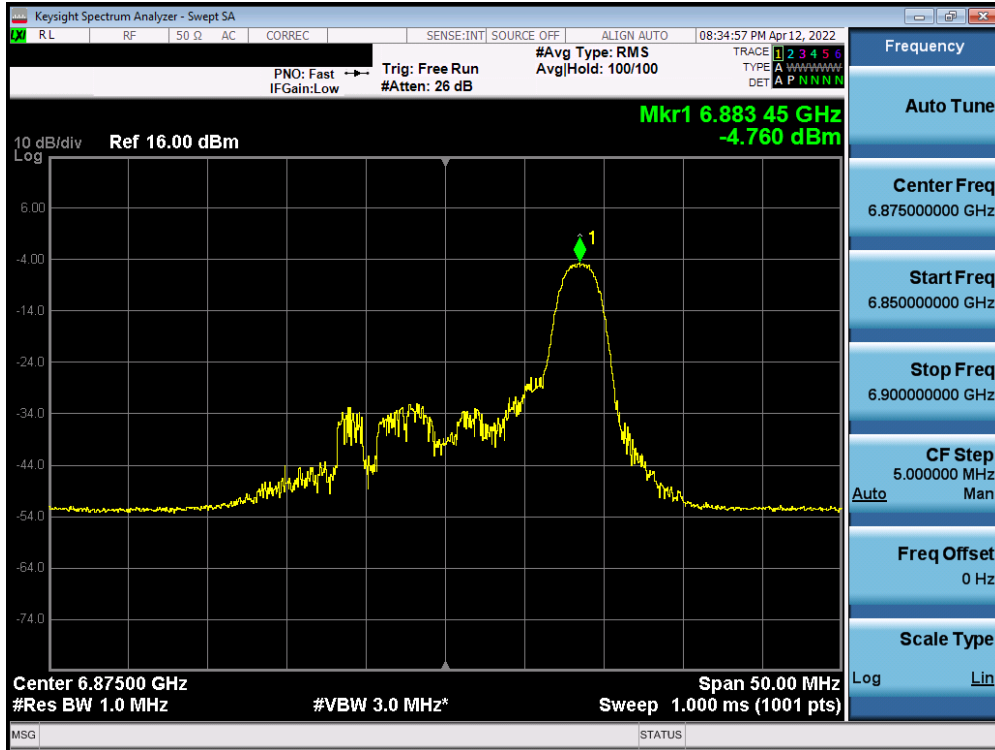 Keysight Spectrum Analyzer - Swept SA
LXI RL RF 50 Ω AC CORREC SENSE:INT SOURCE OFF ALIGN AUTO 08:34:57 PM Apr 12, 2022
PNO: Fast
IFGain:Low
Trig: Free Run
#Atten: 26 dB
#Avg Type: RMS
Avg|Hold: 100/100
TRACE 1 2 3 4 5 6
TYPE A WWWWW
DET A P N N N N
Mkr1 6.883 45 GHz
-4.760 dBm
10 dB/div Ref 16.00 dBm
Log
1
6.00
-4.00
-14.0
-24.0
-34.0
-44.0
-54.0
-64.0
-74.0
Center 6.87500 GHz Span 50.00 MHz
#Res BW 1.0 MHz #VBW 3.0 MHz* Sweep 1.000 ms (1001 pts)
MSG STATUS
Frequency
Auto Tune
Center Freq
6.875000000 GHz
Start Freq
6.850000000 GHz
Stop Freq
6.900000000 GHz
CF Step
5.000000 MHz
Auto Man
Freq Offset
0 Hz
Scale Type
Log Lin